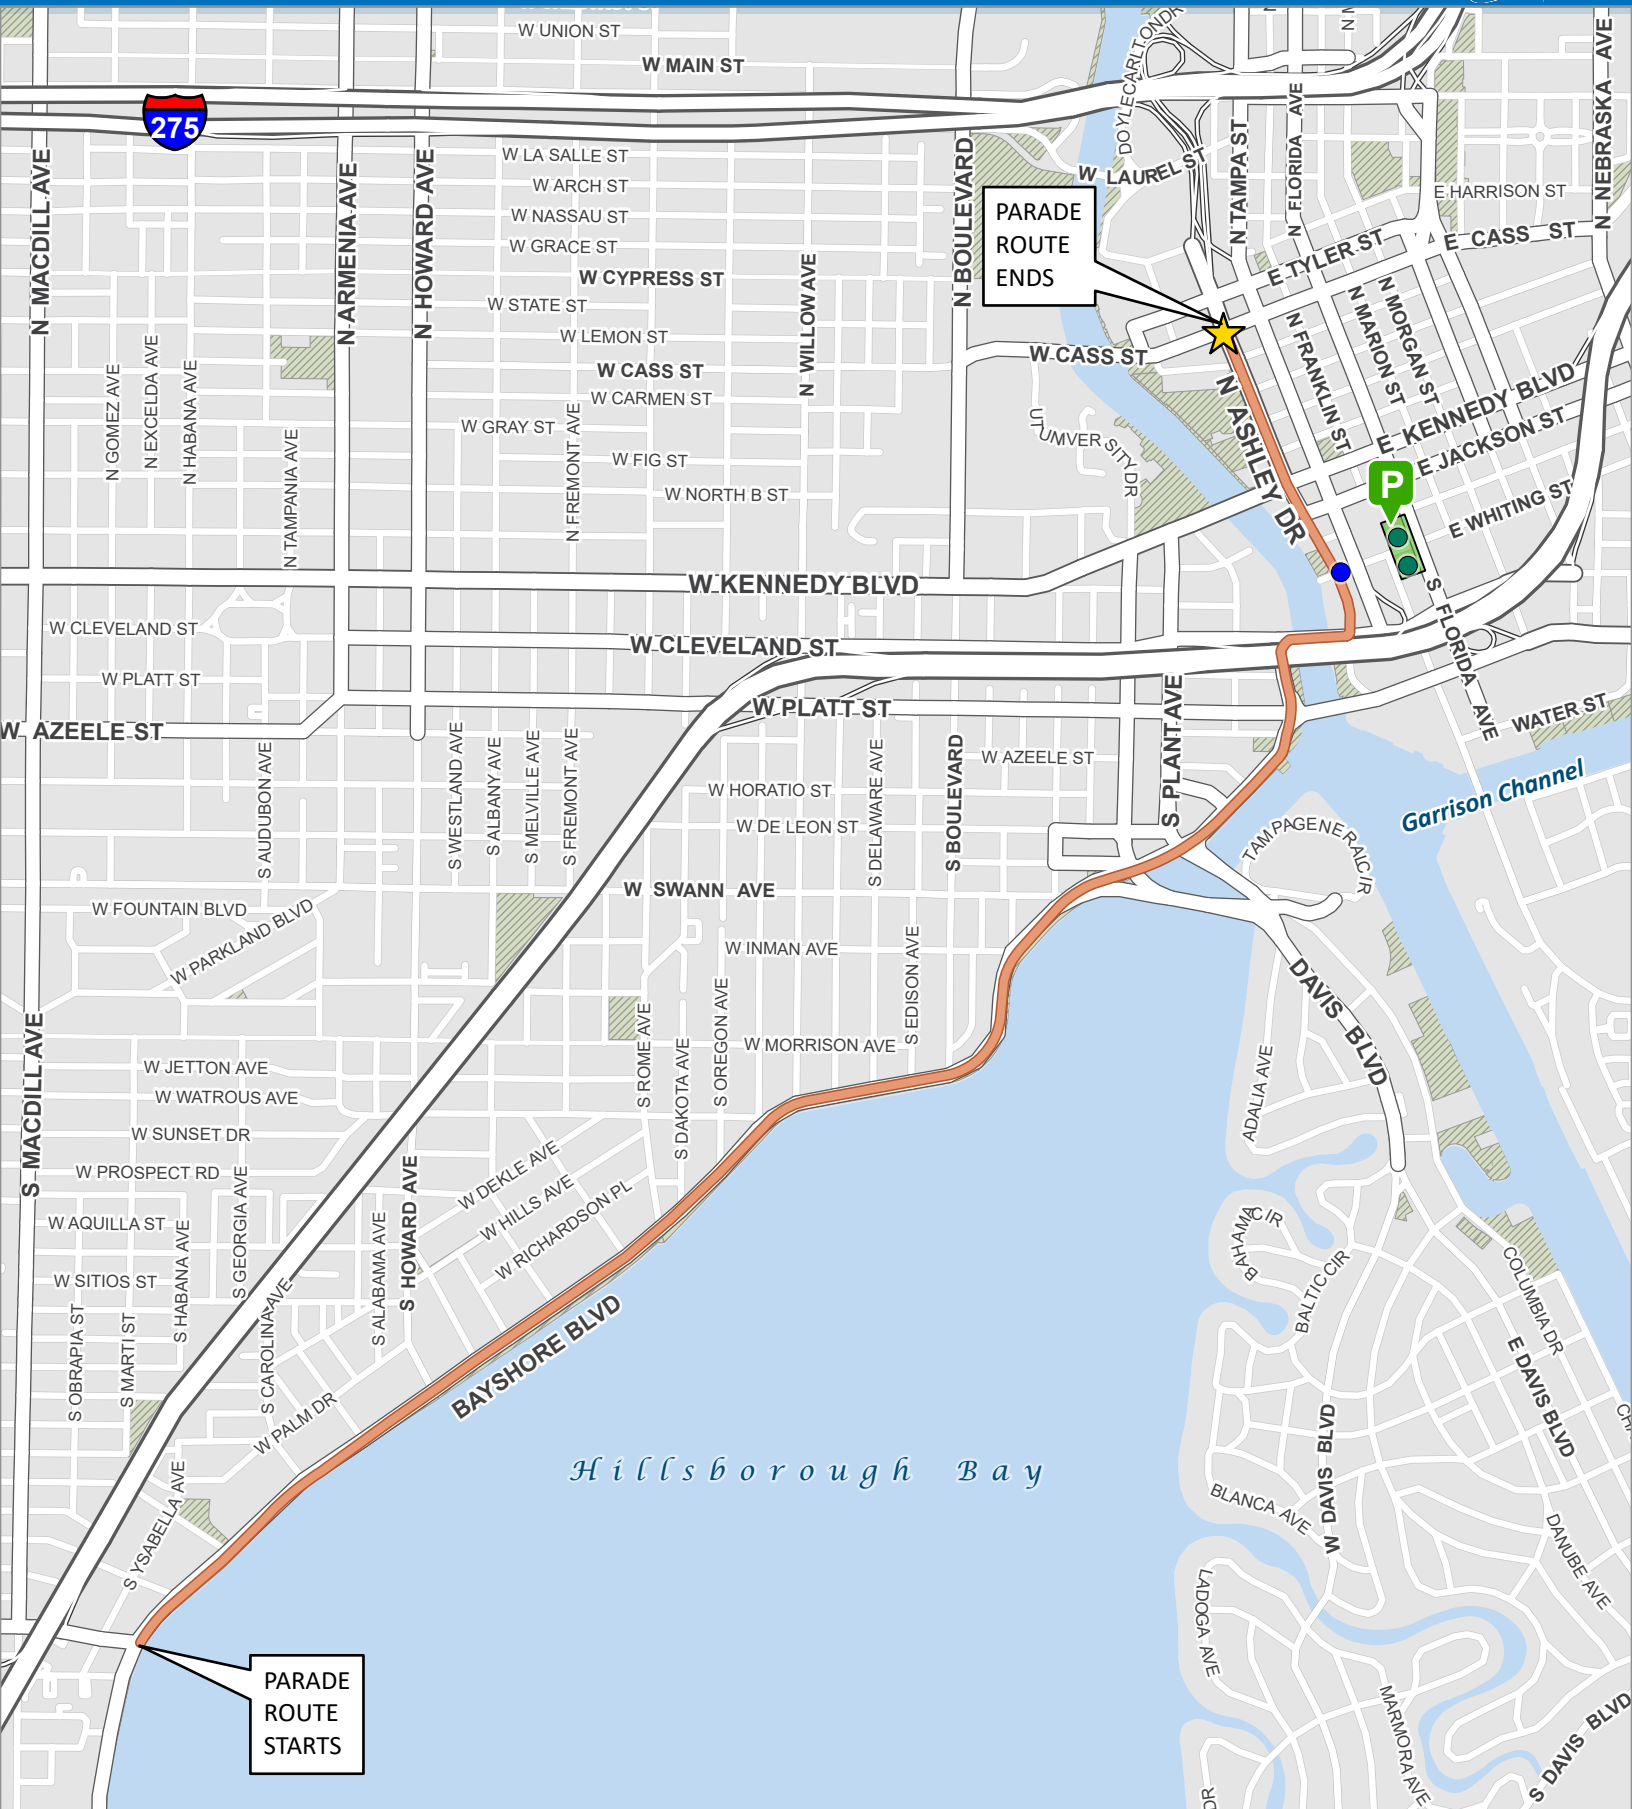 W UNION ST
W MAIN ST
275
DOYLECARLTONDR
N TAMPA ST
N FLORIDA AVE
N NEBRASKA AVE
N MACDILL AVE
N ARMENIA AVE
N HOWARD AVE
N BOULEVARD
W LA SALLE ST
W ARCH ST
W NASSAU ST
W GRACE ST
W CYPRESS ST
W STATE ST
W LEMON ST
W CASS ST
W CARMEN ST
W GRAY ST
W FIG ST
W NORTH B ST
N WILLOW AVE
W LAUREL ST
E HARRISON ST
E CASS ST
E TYLER ST
PARADE
ROUTE
ENDS
W CASS ST
N GOMEZ AVE
N EXCELDA AVE
N HABANA AVE
N TAMPANIA AVE
N FREMONT AVE
N ASHLEY DR
N FRANKLIN ST
N MARION ST
N MORGAN ST
E KENNEDY BLVD
E JACKSON ST
E WHITING ST
P
W KENNEDY BLVD
W CLEVELAND ST
W CLEVELAND ST
W PLATT ST
W PLATT ST
W AZEELE ST
S FLORIDA AVE
WATER ST
Garrison Channel
S PLANT AVE
W AZEELE ST
S AUDUBON AVE
S WESTLAND AVE
S ALBANY AVE
S MELVILLE AVE
S FREMONT AVE
W HORATIO ST
W DE LEON ST
S DELAWARE AVE
S BOULEVARD
TAMPAGENERALCIR
W SWANN AVE
W FOUNTAIN BLVD
W PARKLAND BLVD
W INMAN AVE
S EDISON AVE
DAVIS BLVD
S MACDILL AVE
S ROME AVE
S DAKOTA AVE
S OREGON AVE
W MORRISON AVE
W JETTON AVE
W WATROUS AVE
W SUNSET DR
W PROSPECT RD
ADALIA AVE
W AQUILLA ST
W SITIOS ST
S HABANA AVE
S GEORGIA AVE
S CAROLINA AVE
S ALABAMA AVE
S HOWARD AVE
W DEKLE AVE
W HILLS AVE
W RICHARDSON PL
S OBRAPIA ST
S MARTI ST
W PALM DR
BAYSHORE BLVD
BAHAMA CIR
BALTIC CIR
COLUMBIA DR
E DAVIS BLVD
W DAVIS BLVD
Hillsborough Bay
BLANCA AVE
DANUBE AVE
S YSABELLA AVE
LADOGA AVE
MARMORA AVE
S DAVIS BLVD
PARADE
ROUTE
STARTS